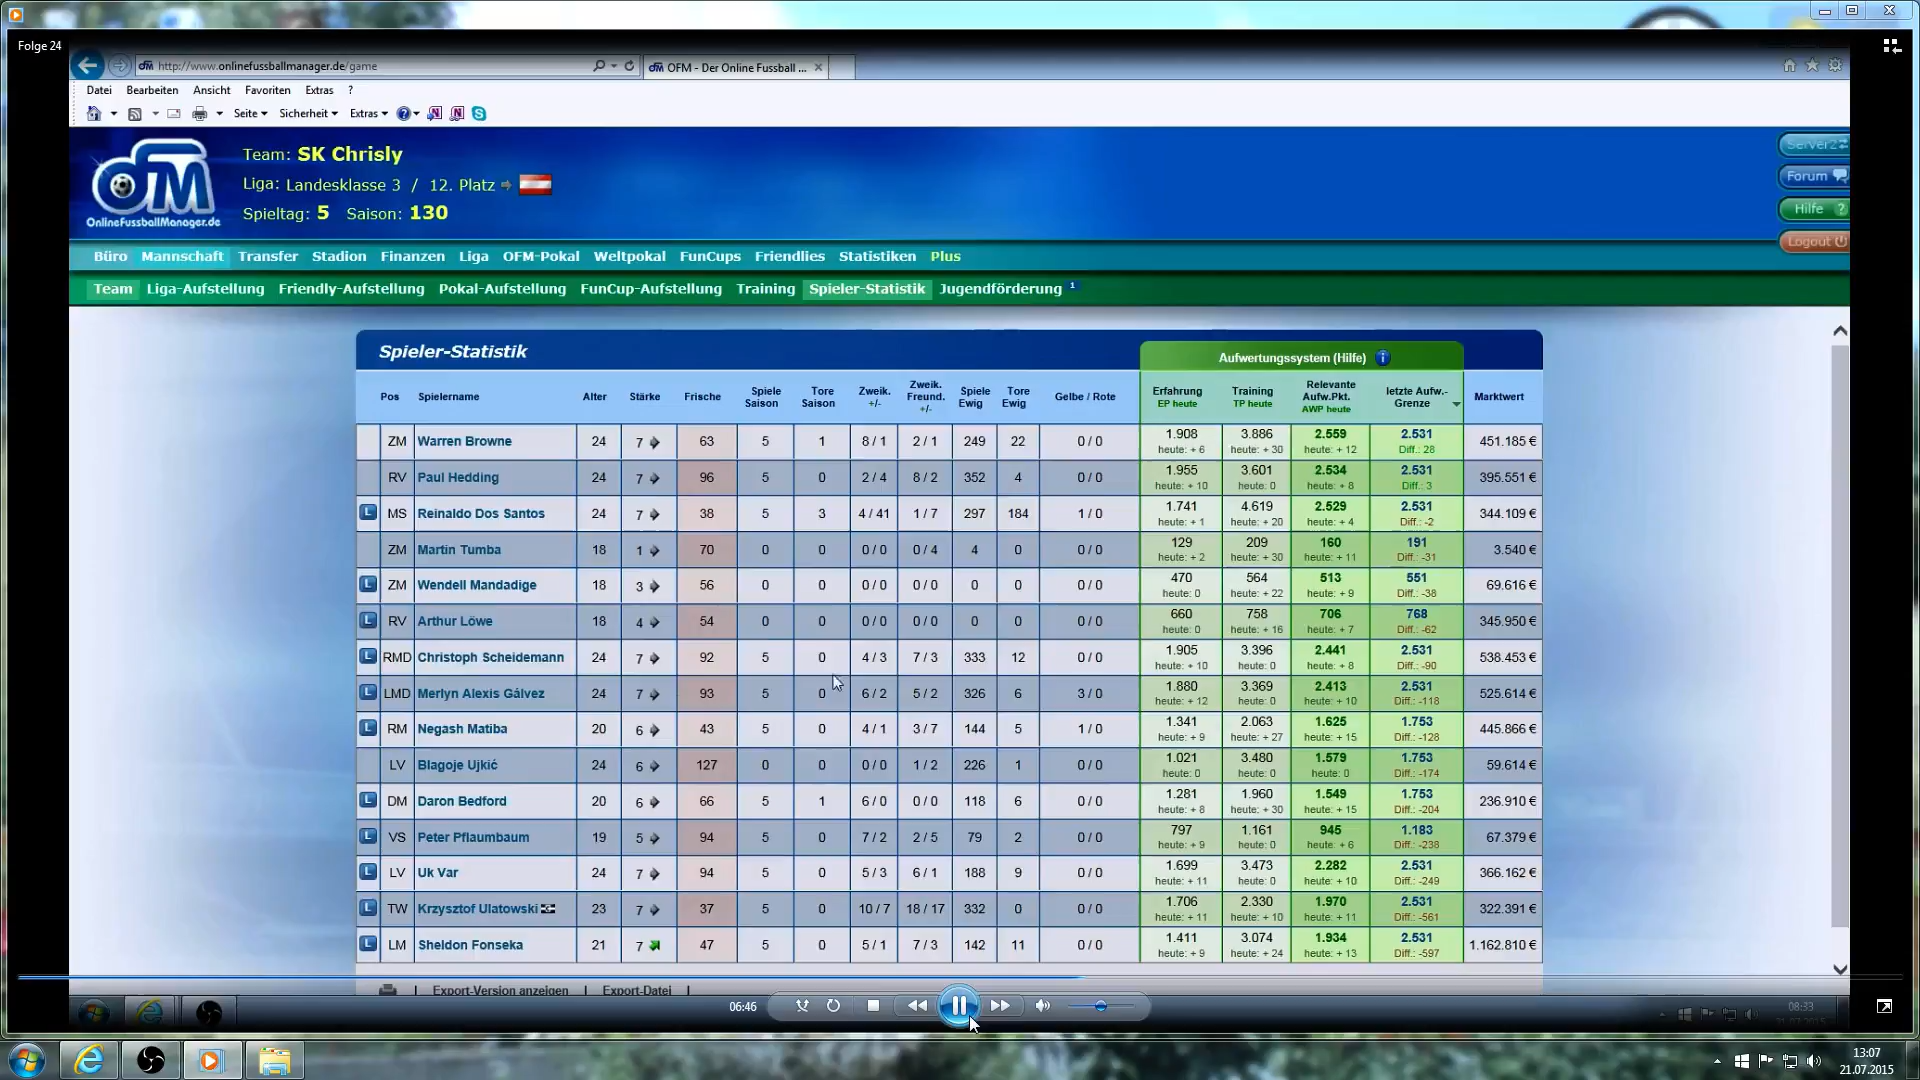 Folge 24
http://www.onlinefussballmanager.de/game
OFM - Der Online Fussball ...
Datei Bearbeiten Ansicht Favoriten Extras ?
Seite Sicherheit Extras
OFM
OnlineFussballManager.de
Team: SK Chrisly
Liga: Landesklasse 3 / 12. Platz
Spieltag: 5 Saison: 130
Server2
Forum
Hilfe ?
Logout
Büro Mannschaft Transfer Stadion Finanzen Liga OFM-Pokal Weltpokal FunCups Friendlies Statistiken Plus
Team Liga-Aufstellung Friendly-Aufstellung Pokal-Aufstellung FunCup-Aufstellung Training Spieler-Statistik Jugendförderung 1
Spieler-Statistik
Aufwertungssystem (Hilfe) i
Pos Spielername Alter Stärke Frische Spiele Saison Tore Saison Zweik. +/- Zweik. Freund. +/- Spiele Ewig Tore Ewig Gelbe / Rote Erfahrung EP heute Training TP heute Relevante Aufw.Pkt. AWP heute letzte Aufw.-Grenze Marktwert
ZM Warren Browne 24 7 63 5 1 8 / 1 2 / 1 249 22 0 / 0 1.908 3.886 2.559 2.531 451.185 €
heute: + 6 heute: + 30 heute: + 12 Diff.: 28
RV Paul Hedding 24 7 96 5 0 2 / 4 8 / 2 352 4 0 / 0 1.955 3.601 2.534 2.531 395.551 €
heute: + 10 heute: 0 heute: + 8 Diff.: 3
L MS Reinaldo Dos Santos 24 7 38 5 3 4 / 41 1 / 7 297 184 1 / 0 1.741 4.619 2.529 2.531 344.109 €
heute: + 1 heute: + 20 heute: + 4 Diff.: -2
ZM Martin Tumba 18 1 70 0 0 0 / 0 0 / 4 4 0 0 / 0 129 209 160 191 3.540 €
heute: + 2 heute: + 30 heute: + 11 Diff.: -31
L ZM Wendell Mandadige 18 3 56 0 0 0 / 0 0 / 0 0 0 0 / 0 470 564 513 551 69.616 €
heute: 0 heute: + 22 heute: + 9 Diff.: -38
L RV Arthur Löwe 18 4 54 0 0 0 / 0 0 / 0 0 0 0 / 0 660 758 706 768 345.950 €
heute: 0 heute: + 16 heute: + 7 Diff.: -62
L RMD Christoph Scheidemann 24 7 92 5 0 4 / 3 7 / 3 333 12 0 / 0 1.905 3.396 2.441 2.531 538.453 €
heute: + 10 heute: 0 heute: + 8 Diff.: -90
L LMD Merlyn Alexis Gálvez 24 7 93 5 0 6 / 2 5 / 2 326 6 3 / 0 1.880 3.369 2.413 2.531 525.614 €
heute: + 12 heute: 0 heute: + 10 Diff.: -118
L RM Negash Matiba 20 6 43 5 0 4 / 1 3 / 7 144 5 1 / 0 1.341 2.063 1.625 1.753 445.866 €
heute: + 9 heute: + 27 heute: + 15 Diff.: -128
LV Blagoje Ujkić 24 6 127 0 0 0 / 0 1 / 2 226 1 0 / 0 1.021 3.480 1.579 1.753 59.614 €
heute: 0 heute: 0 heute: 0 Diff.: -174
L DM Daron Bedford 20 6 66 5 1 6 / 0 0 / 0 118 6 0 / 0 1.281 1.960 1.549 1.753 236.910 €
heute: + 8 heute: + 30 heute: + 15 Diff.: -204
L VS Peter Pflaumbaum 19 5 94 5 0 7 / 2 2 / 5 79 2 0 / 0 797 1.161 945 1.183 67.379 €
heute: + 9 heute: 0 heute: + 6 Diff.: -238
L LV Uk Var 24 7 94 5 0 5 / 3 6 / 1 188 9 0 / 0 1.699 3.473 2.282 2.531 366.162 €
heute: + 11 heute: 0 heute: + 10 Diff.: -249
L TW Krzysztof Ulatowski 23 7 37 5 0 10 / 7 18 / 17 332 0 0 / 0 1.706 2.330 1.970 2.531 322.391 €
heute: + 11 heute: + 10 heute: + 11 Diff.: -561
L LM Sheldon Fonseka 21 7 47 5 0 5 / 1 7 / 3 142 11 0 / 0 1.411 3.074 1.934 2.531 1.162.810 €
heute: + 9 heute: + 24 heute: + 13 Diff.: -597
| Export-Version anzeigen | Export-Datei |
06:46
08:33
21.07.2015
13:07
21.07.2015